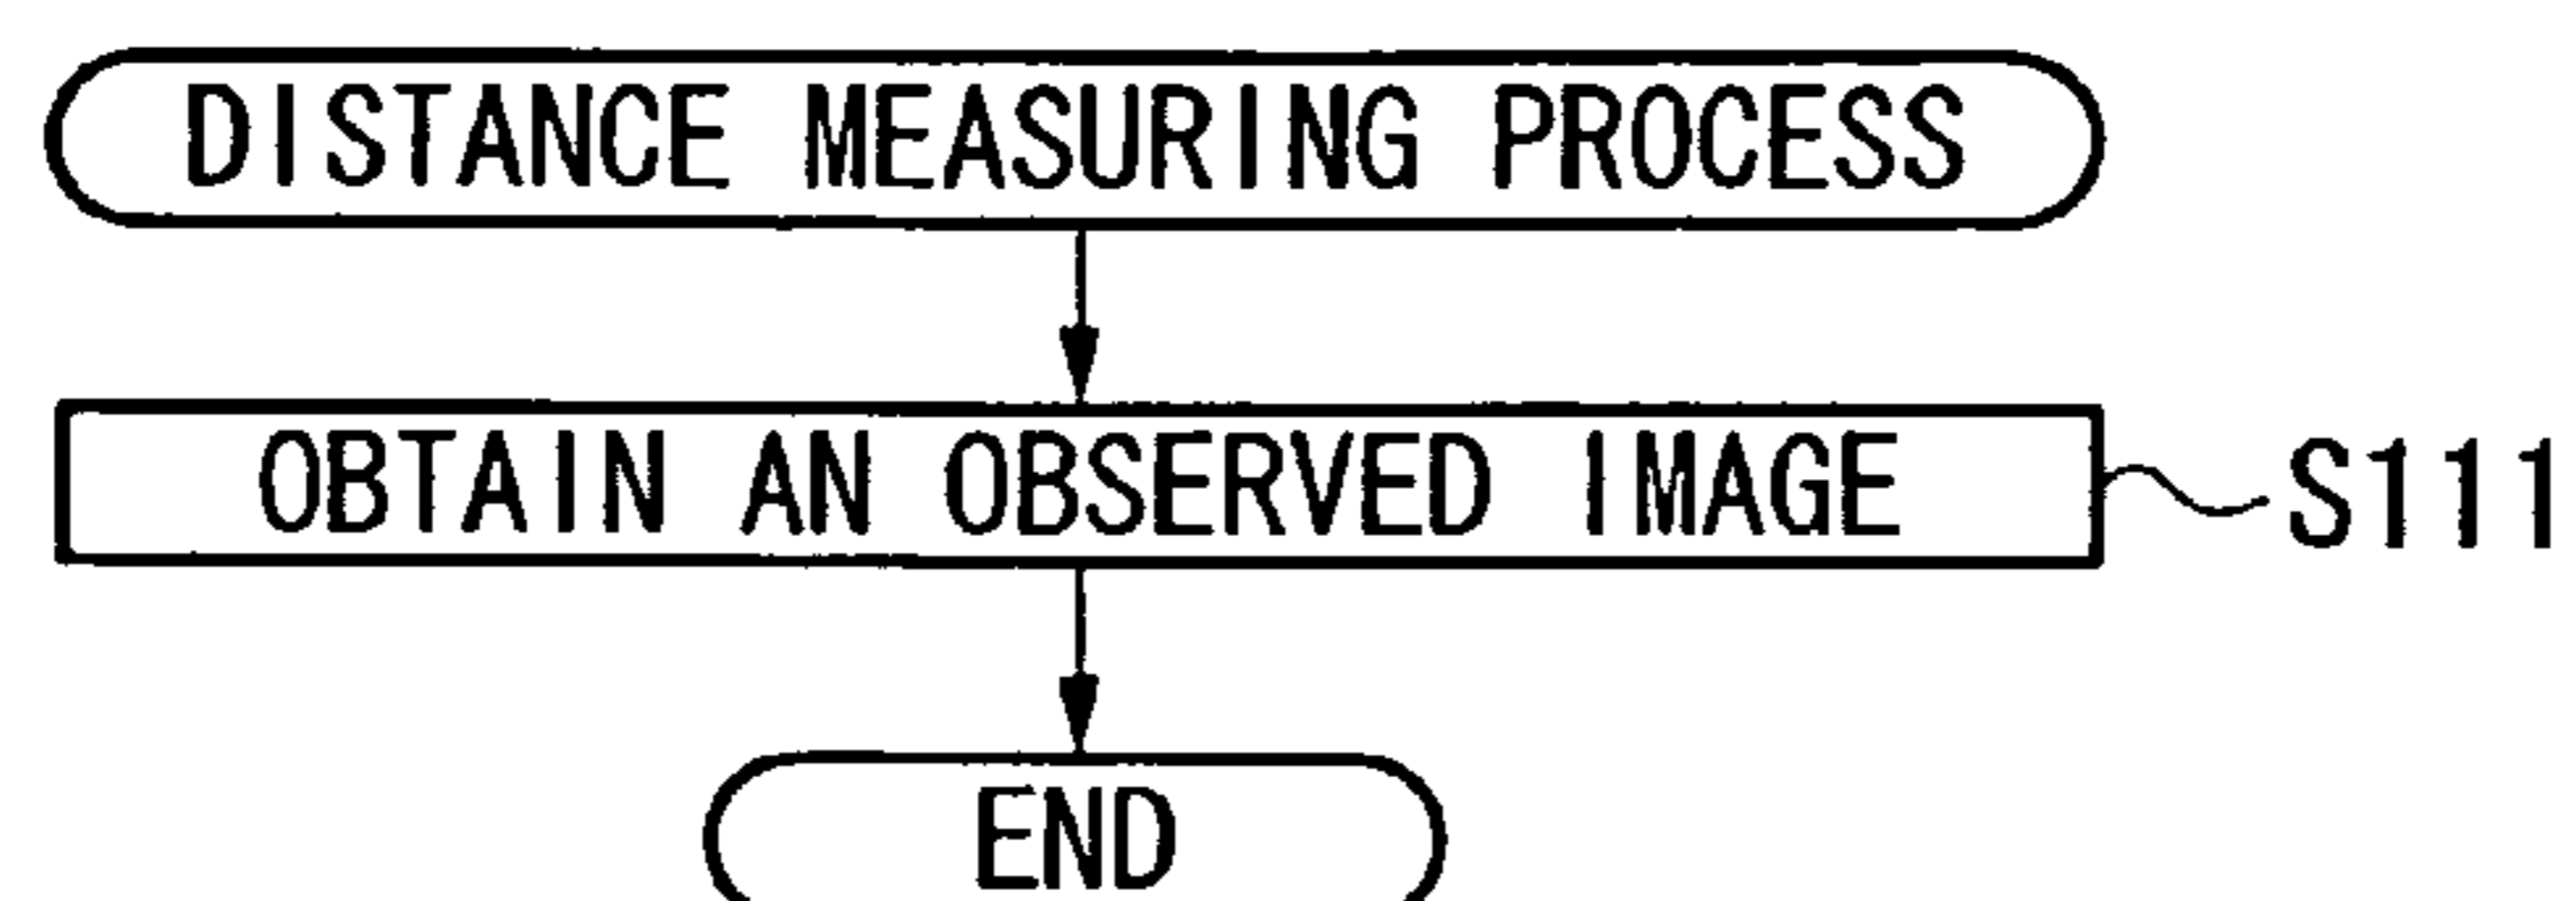 DISTANCE MEASURING PROCESS
OBTAIN AN OBSERVED IMAGE
S111
END